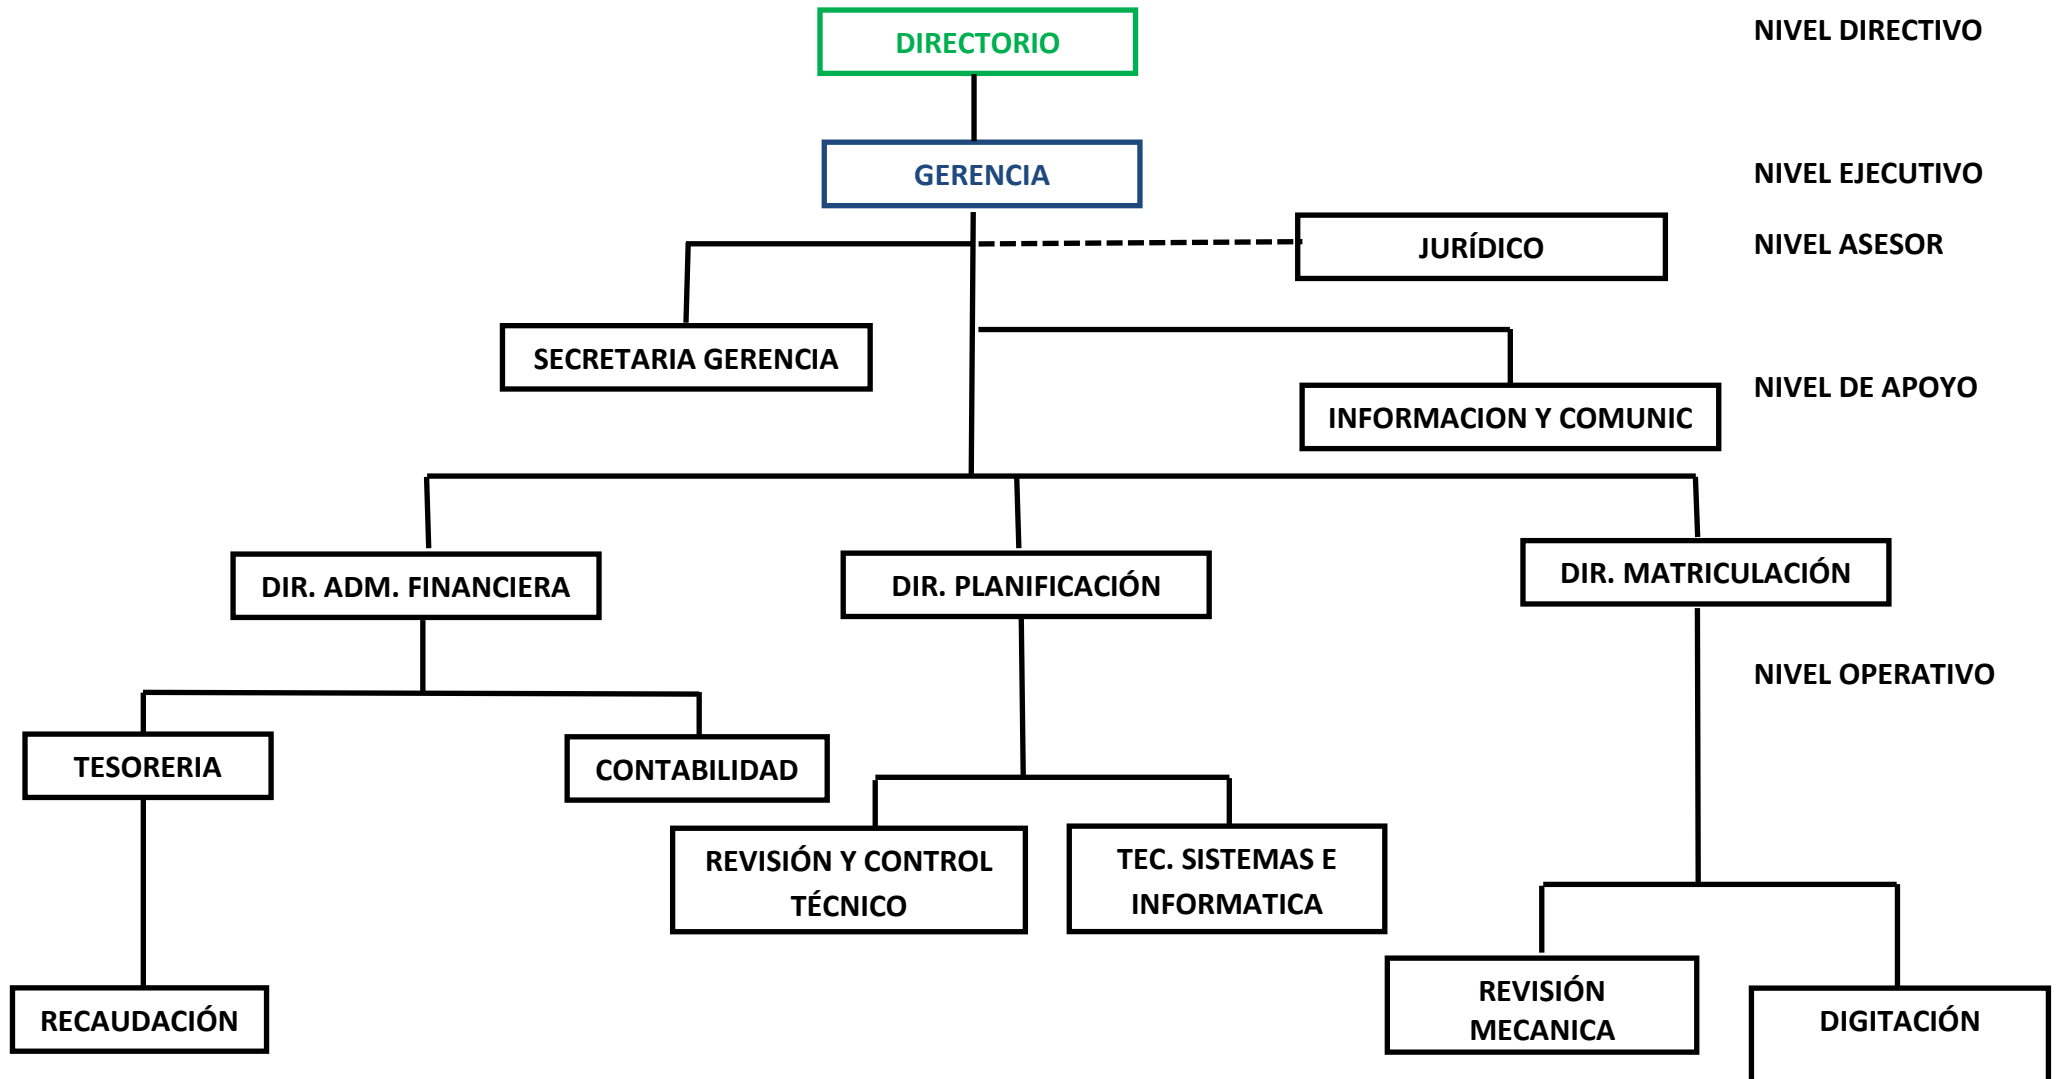 DIRECTORIO
NIVEL DIRECTIVO
GERENCIA
NIVEL EJECUTIVO
JURÍDICO
NIVEL ASESOR
SECRETARIA GERENCIA
NIVEL DE APOYO
INFORMACION Y COMUNIC
DIR. ADM. FINANCIERA
DIR. PLANIFICACIÓN
DIR. MATRICULACIÓN
NIVEL OPERATIVO
TESORERIA
CONTABILIDAD
REVISIÓN Y CONTROL
TÉCNICO
TEC. SISTEMAS E
INFORMATICA
RECAUDACIÓN
REVISIÓN
MECANICA
DIGITACIÓN